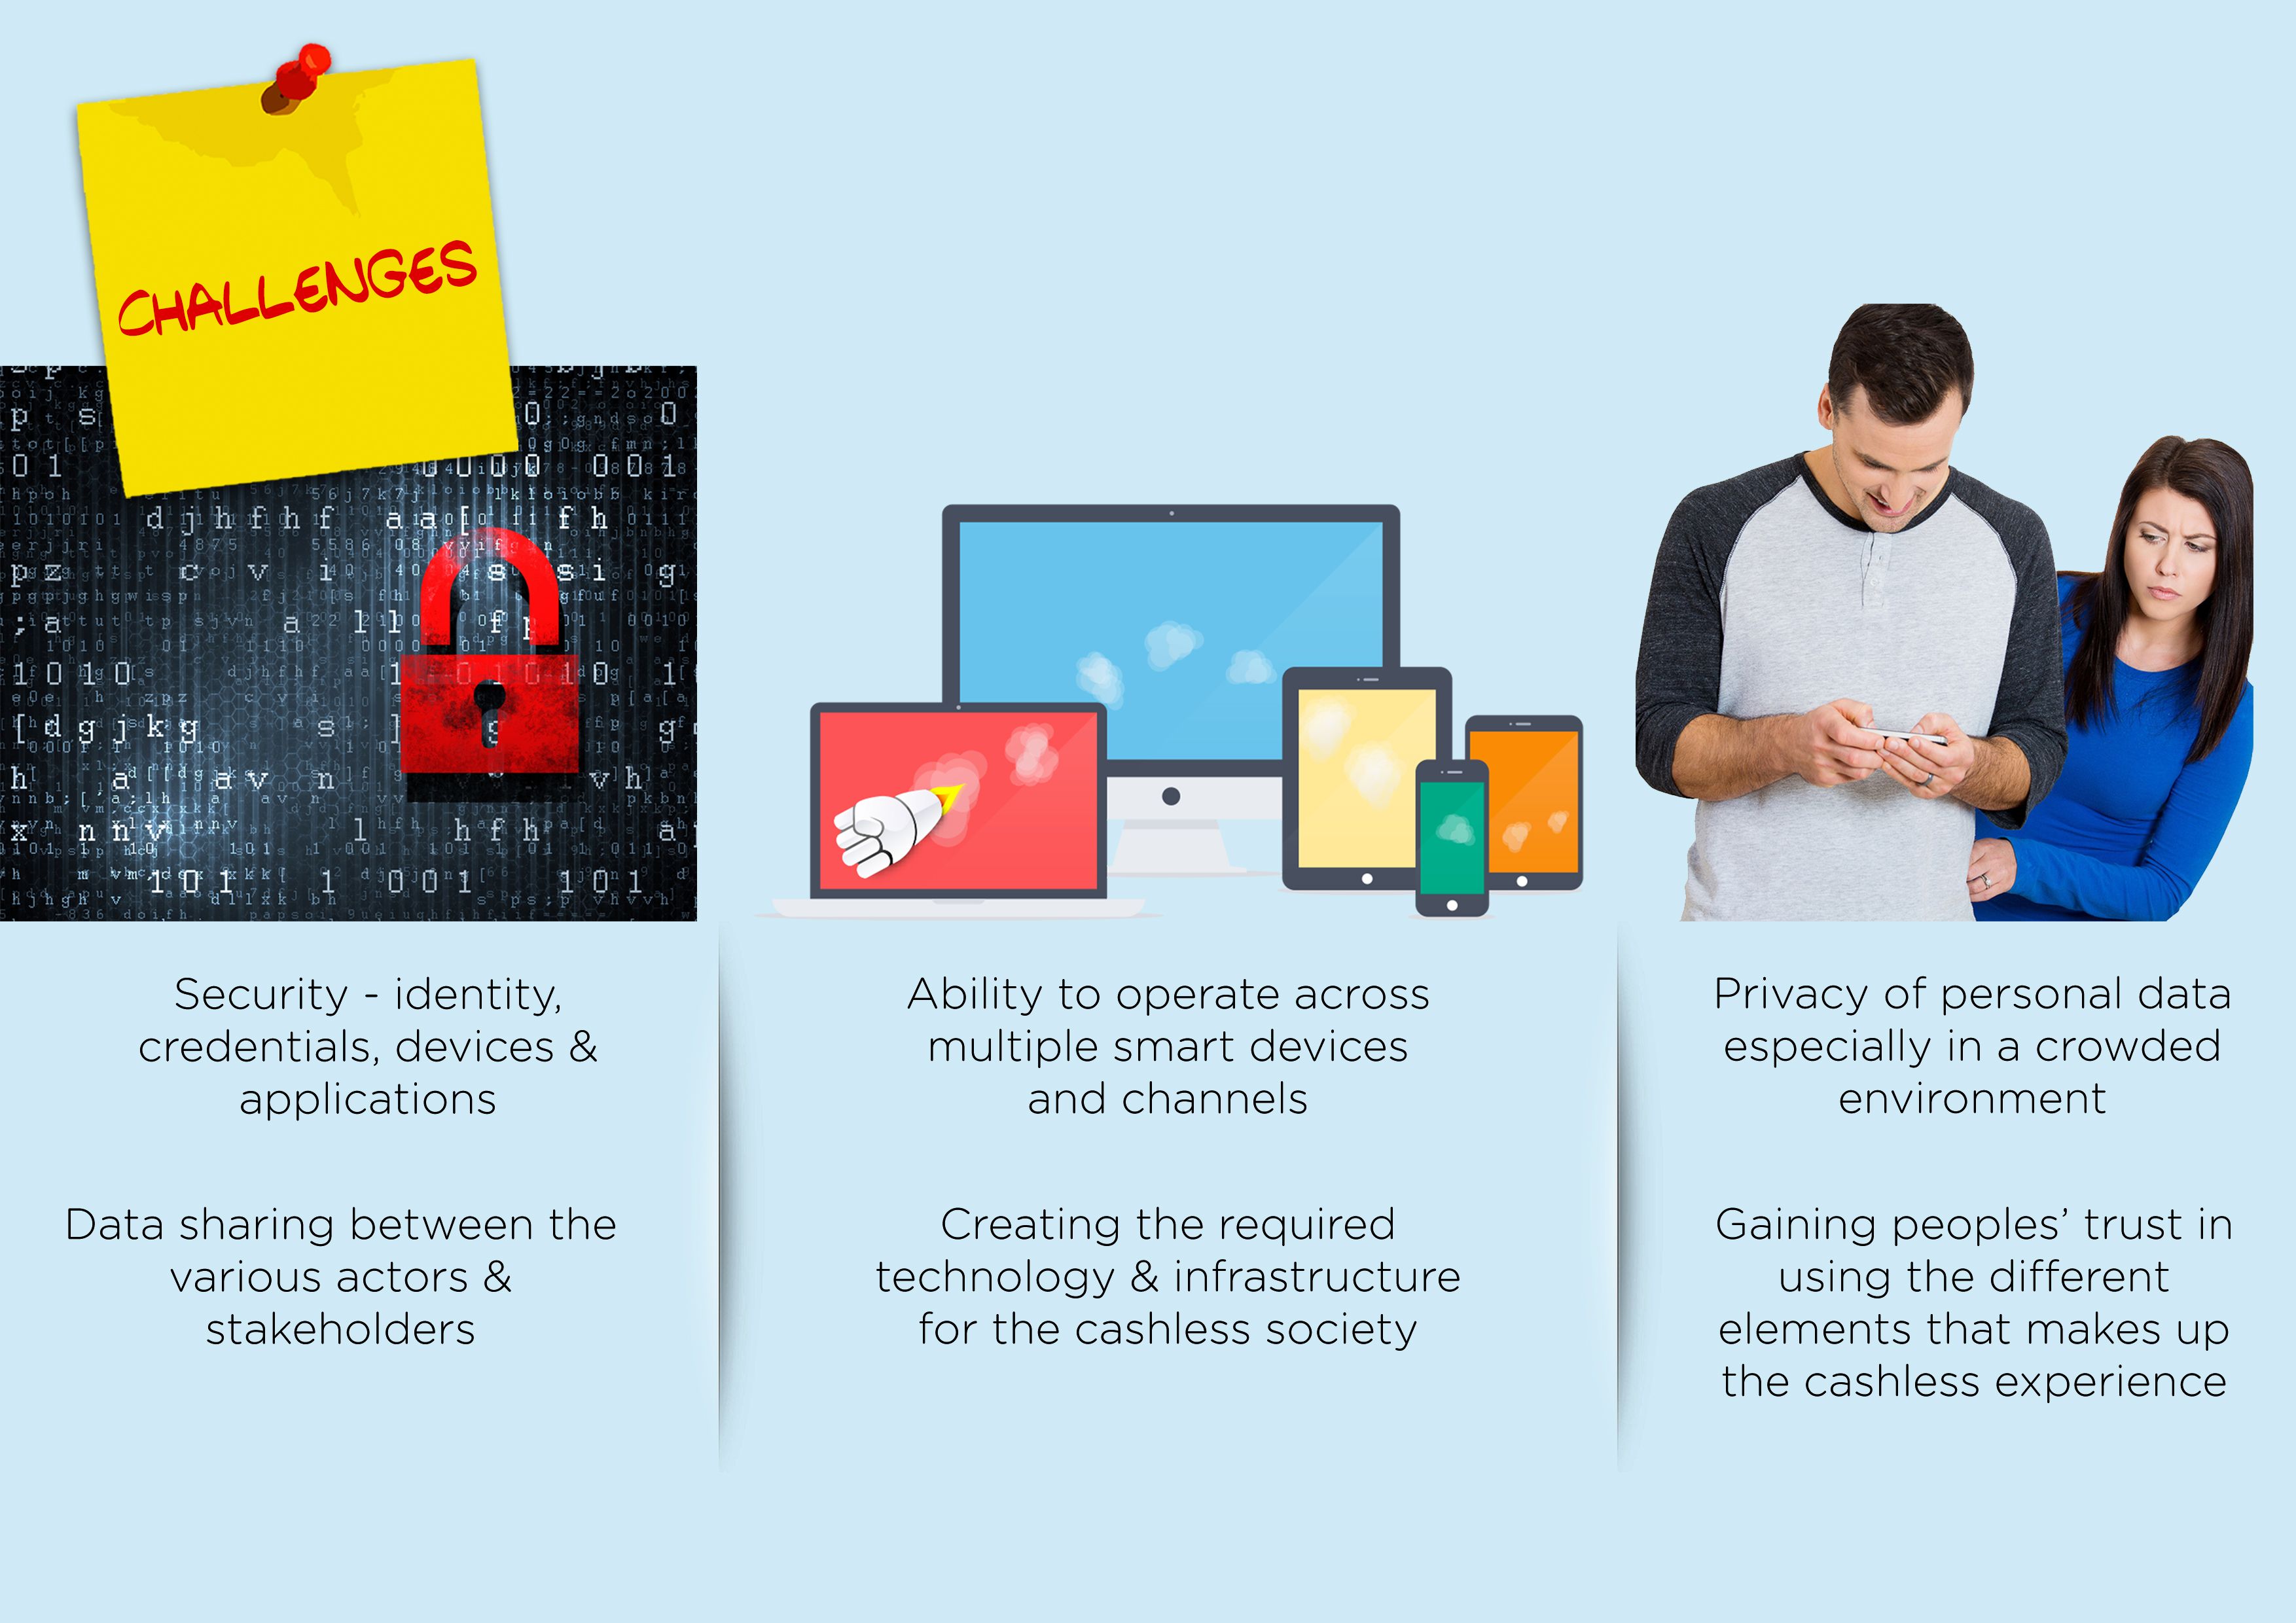 CHALLENGES
Security - identity,
credentials, devices &
applications
Data sharing between the
various actors &
stakeholders
Ability to operate across
multiple smart devices
and channels
Creating the required
technology & infrastructure
for the cashless society
Privacy of personal data
especially in a crowded
environment
Gaining peoples’ trust in
using the different
elements that makes up
the cashless experience